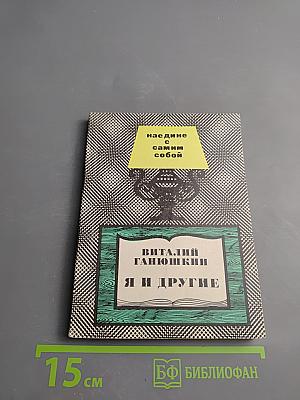 наедине
с
самим
собой
ВИТАЛИЙ
ГАНЮШКИН
Я И ДРУГИЕ
15 см
БФ БИБЛИОФАН